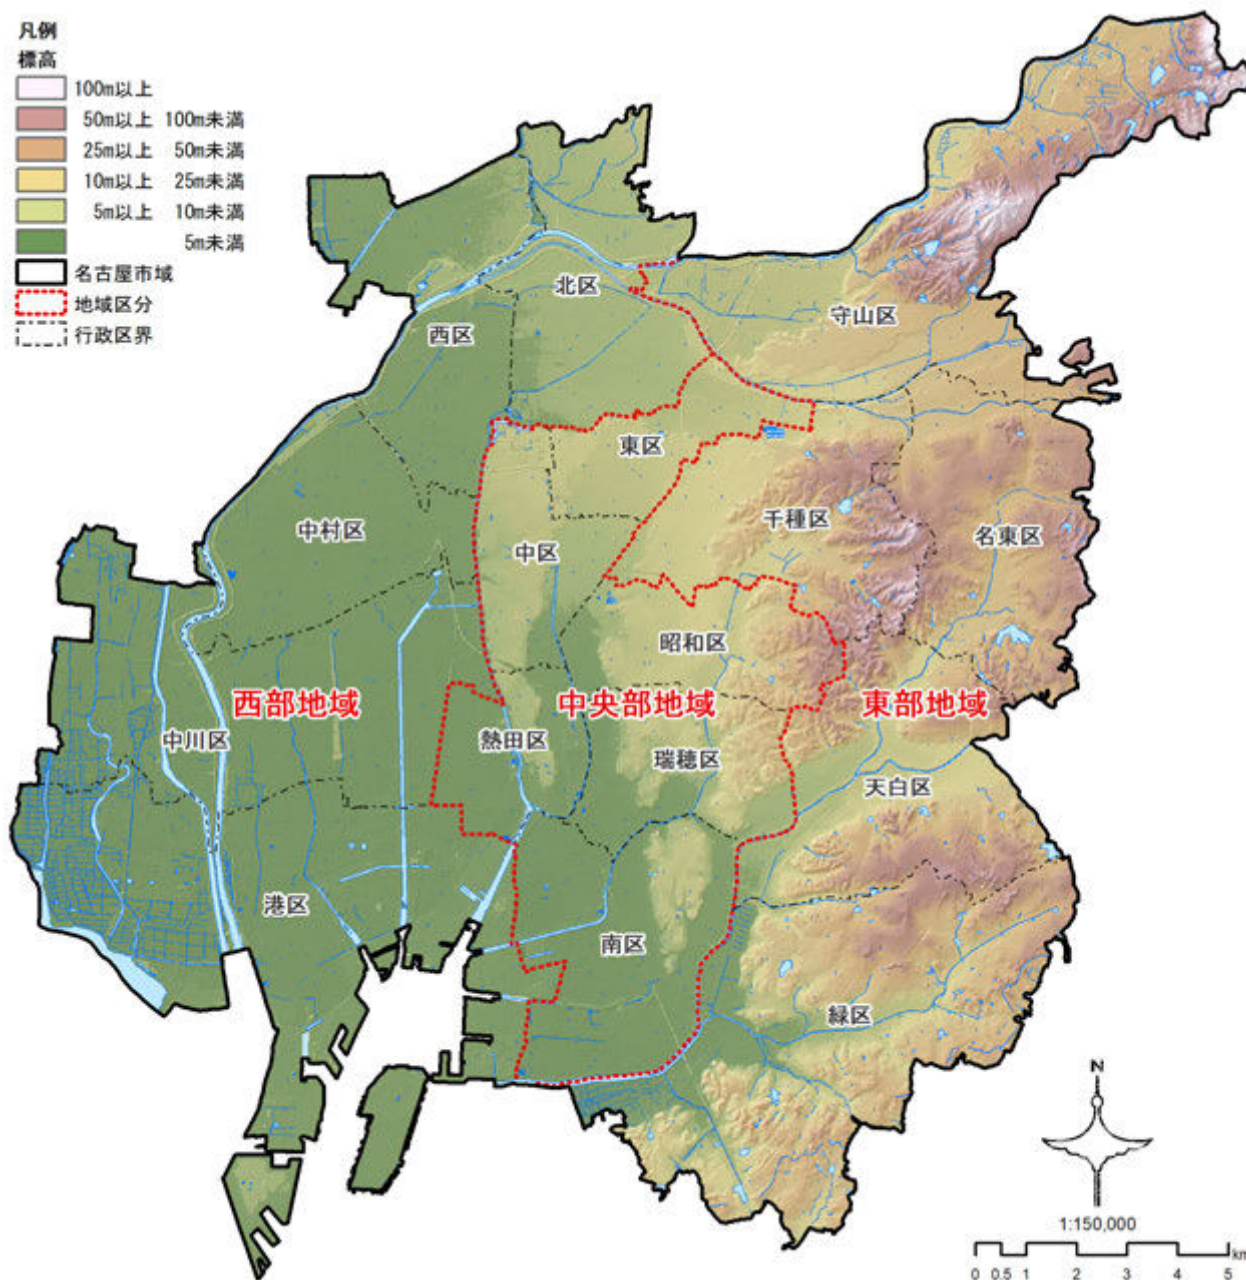 凡例
標高
100m以上
50m以上 100m未満
25m以上 50m未満
10m以上 25m未満
5m以上 10m未満
5m未満
名古屋市域
地域区分
行政区界
北区
守山区
西区
東区
中村区
中区
千種区
名東区
昭和区
西部地域
中央部地域
東部地域
中川区
熱田区
瑞穂区
天白区
港区
南区
緑区
N
1:150,000
0 0.5 1 2 3 4 5 km